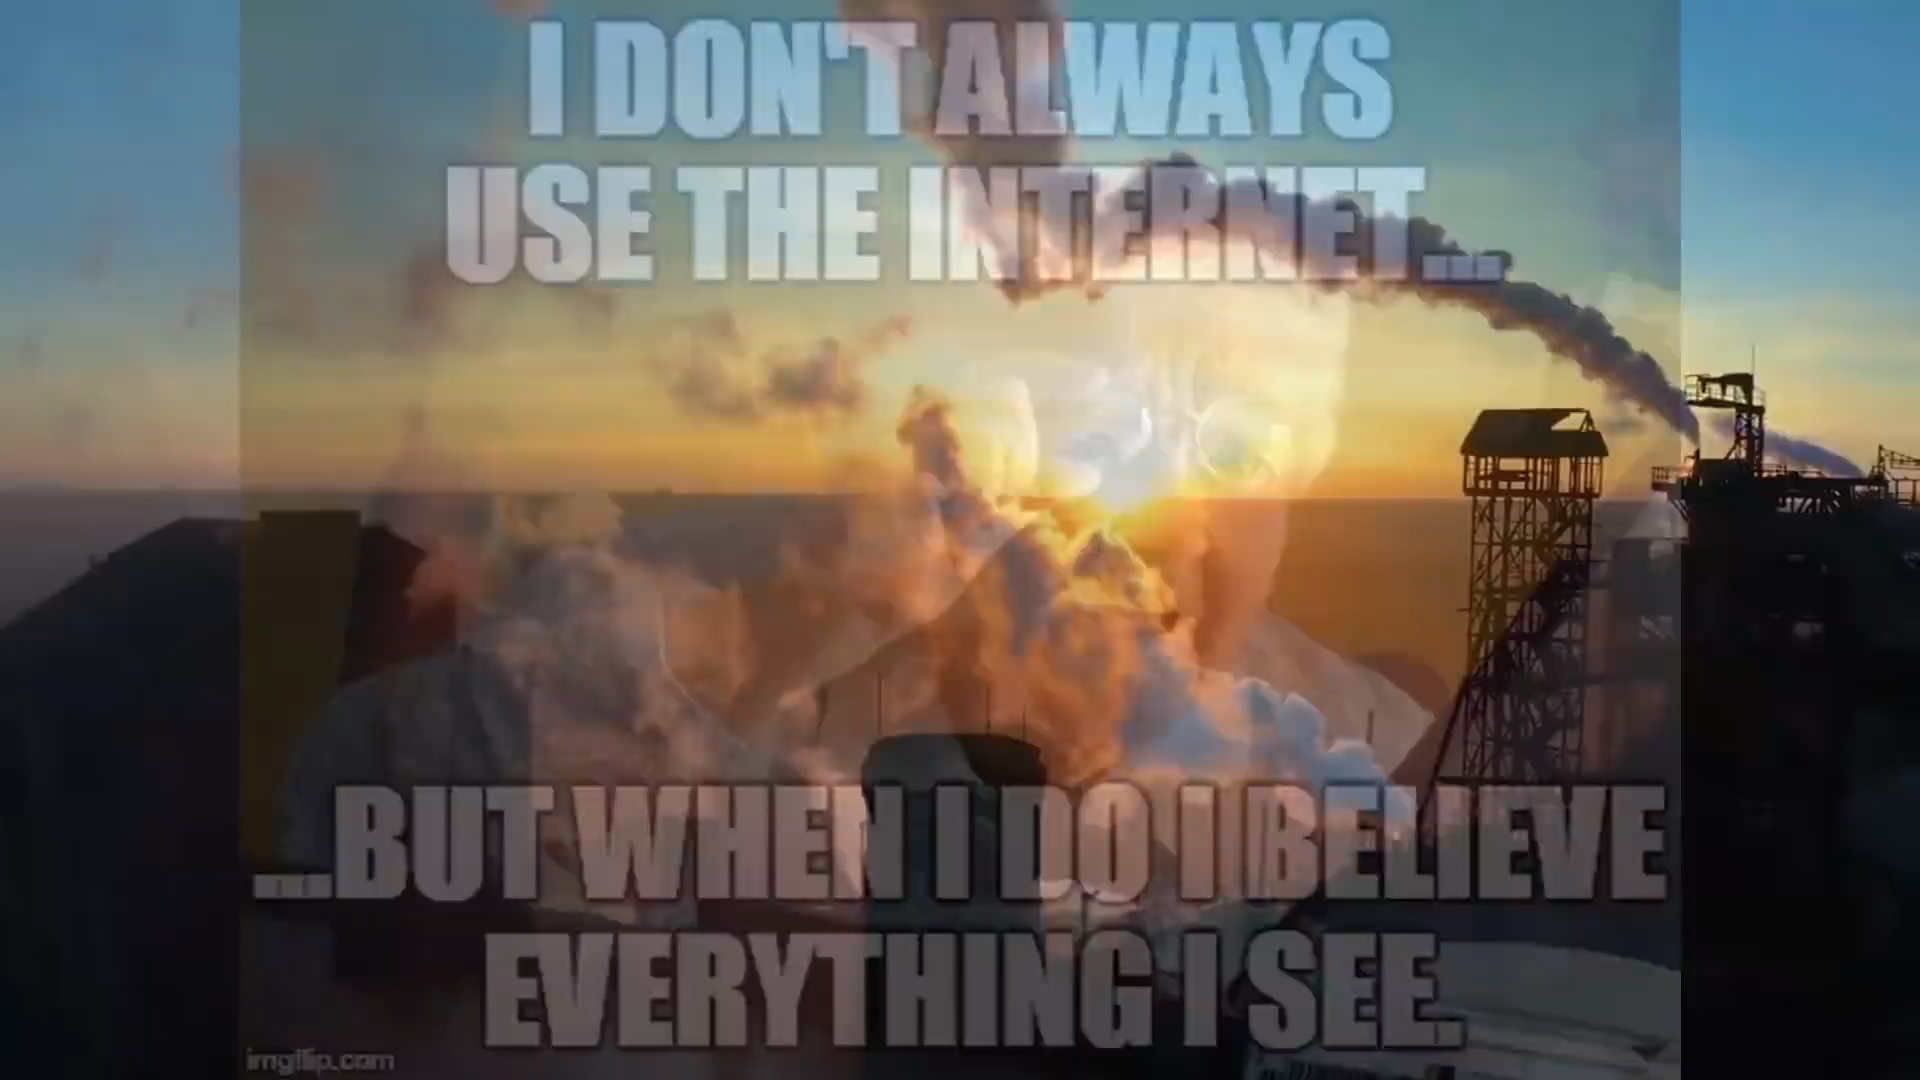 I DON'T ALWAYS
USE THE INTERNET...
...BUT WHEN I DO I BELIEVE
EVERYTHING I SEE.
imgflip.com